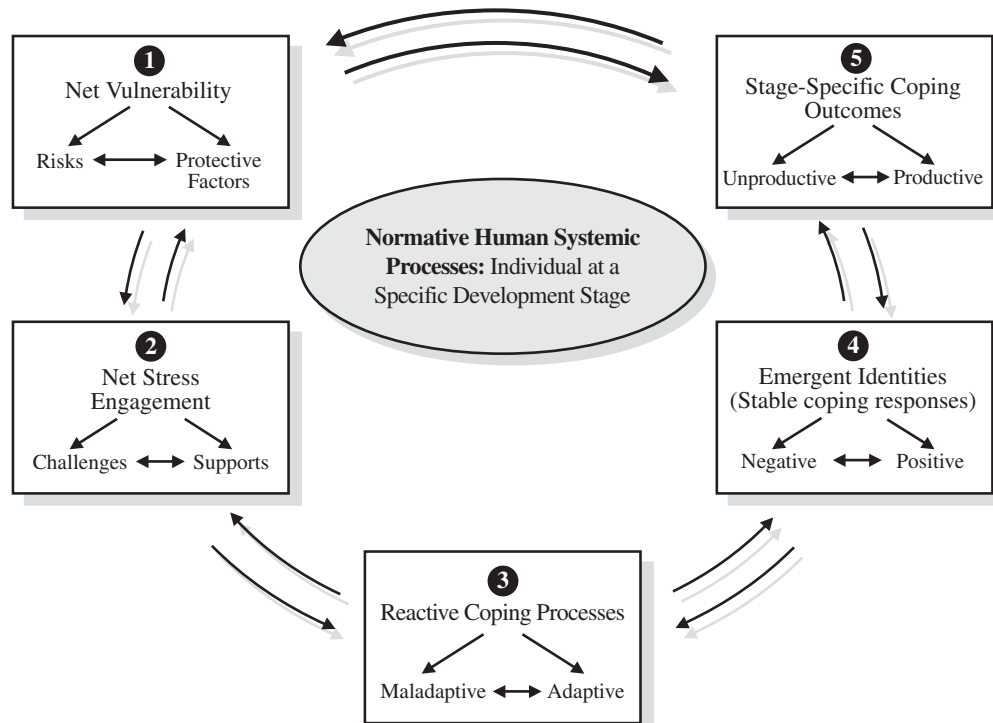 1
Net Vulnerability
Risks
Protective
Factors
2
Net Stress
Engagement
Challenges
Supports
3
Reactive Coping Processes
Maladaptive
Adaptive
4
Emergent Identities
(Stable coping responses)
Negative
Positive
5
Stage-Specific Coping
Outcomes
Unproductive
Productive
Normative Human Systemic
Processes: Individual at a
Specific Development Stage